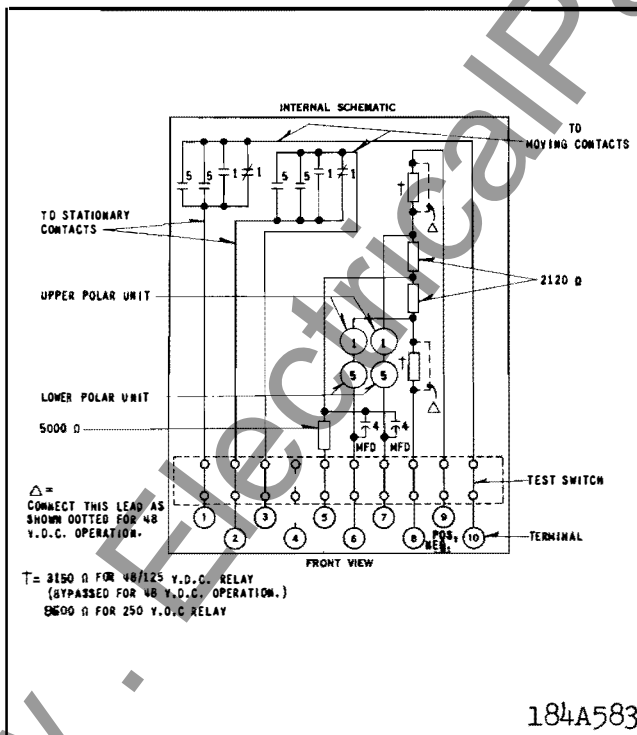 INTERNAL SCHEMATIC
TO
MOVING CONTACTS
5 5 1 1 5 5 1 1
†
TO STATIONARY
CONTACTS
△
2120 Ω
UPPER POLAR UNIT
1 1
†
5 5
LOWER POLAR UNIT
△
5000 Ω
4 4
MFD MFD
TEST SWITCH
△=
CONNECT THIS LEAD AS
SHOWN DOTTED FOR 48
V.D.C. OPERATION.
1 3 5 7 9
2 4 6 8 POS. 10
NEG.
TERMINAL
FRONT VIEW
†= 3150 Ω FOR 48/125 V.D.C. RELAY
(BYPASSED FOR 48 V.D.C. OPERATION.)
Ω FOR 250 V.D.C RELAY
184A583
. ElectricalP